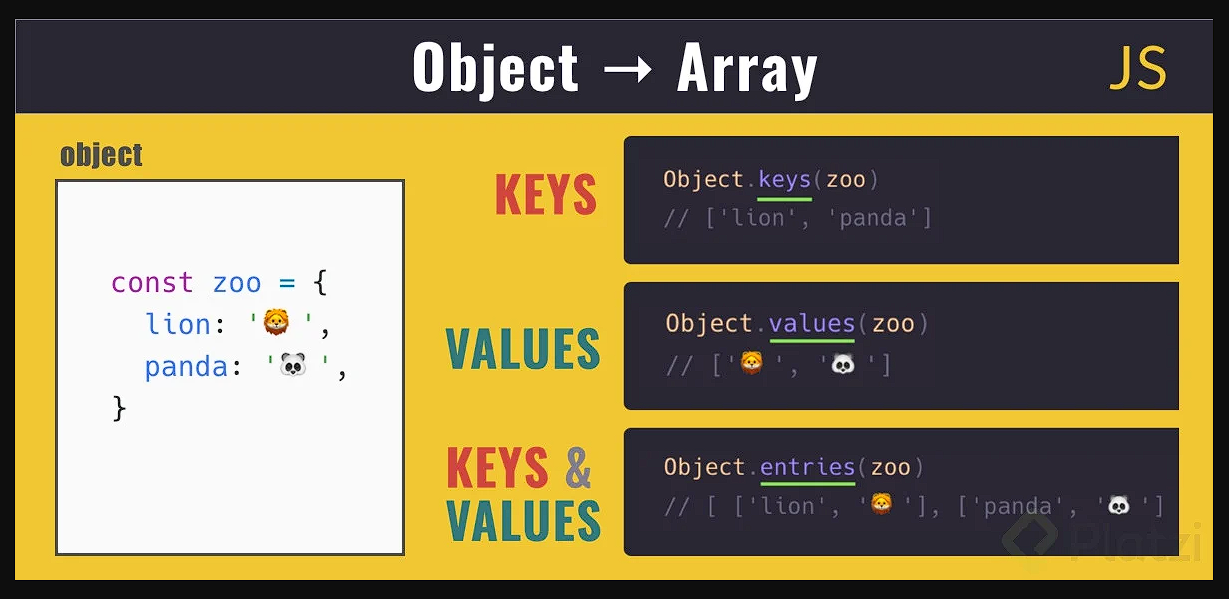 Object → Array
JS
object
const zoo = {
lion: '🦁 ',
panda: '🐼 ',
}
KEYS
Object.keys(zoo)
// ['lion', 'panda']
VALUES
Object.values(zoo)
// ['🦁 ', '🐼 ']
KEYS &
VALUES
Object.entries(zoo)
// [ ['lion', '🦁 '], ['panda', '🐼 ']
Platzi